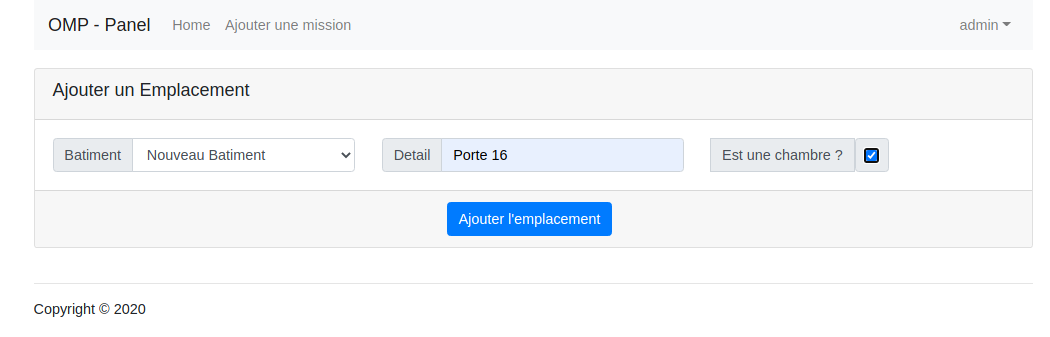 OMP - Panel Home Ajouter une mission admin
Ajouter un Emplacement
Batiment Nouveau Batiment Detail Porte 16 Est une chambre ?
Ajouter l'emplacement
Copyright © 2020